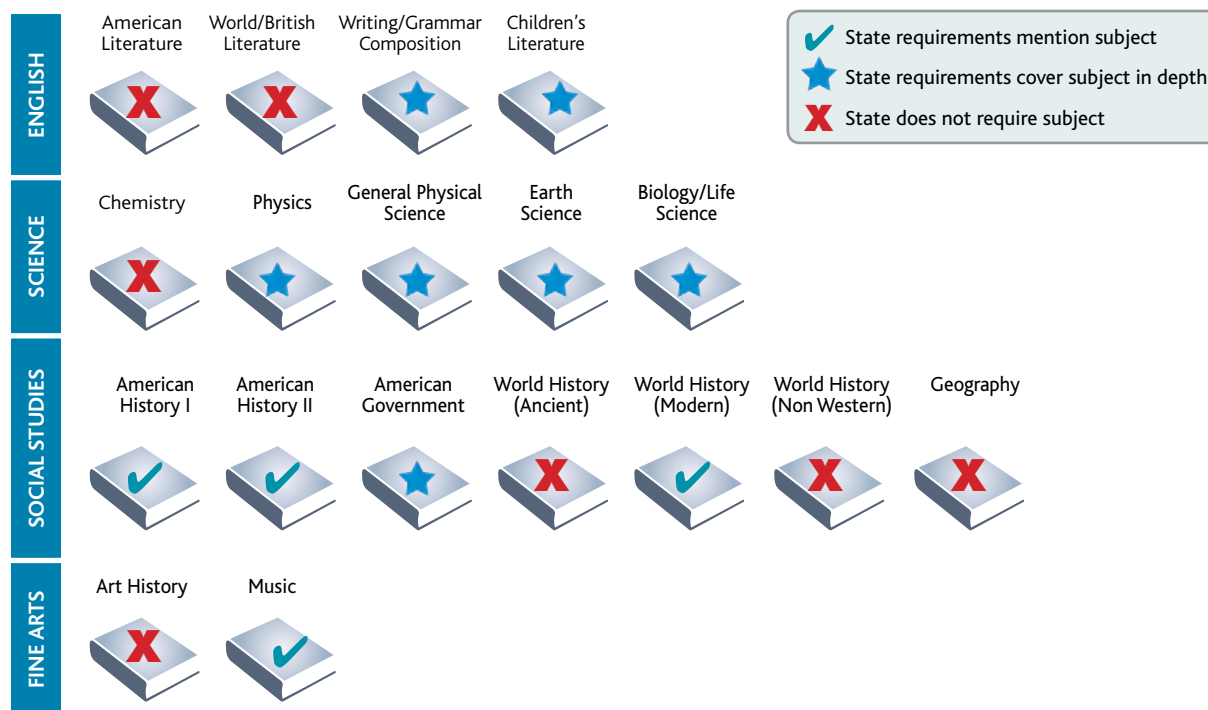 ENGLISH
American
Literature
World/British
Literature
Writing/Grammar
Composition
Children's
Literature
State requirements mention subject
State requirements cover subject in depth
State does not require subject
SCIENCE
Chemistry
Physics
General Physical
Science
Earth
Science
Biology/Life
Science
SOCIAL STUDIES
American
History I
American
History II
American
Government
World History
(Ancient)
World History
(Modern)
World History
(Non Western)
Geography
FINE ARTS
Art History
Music